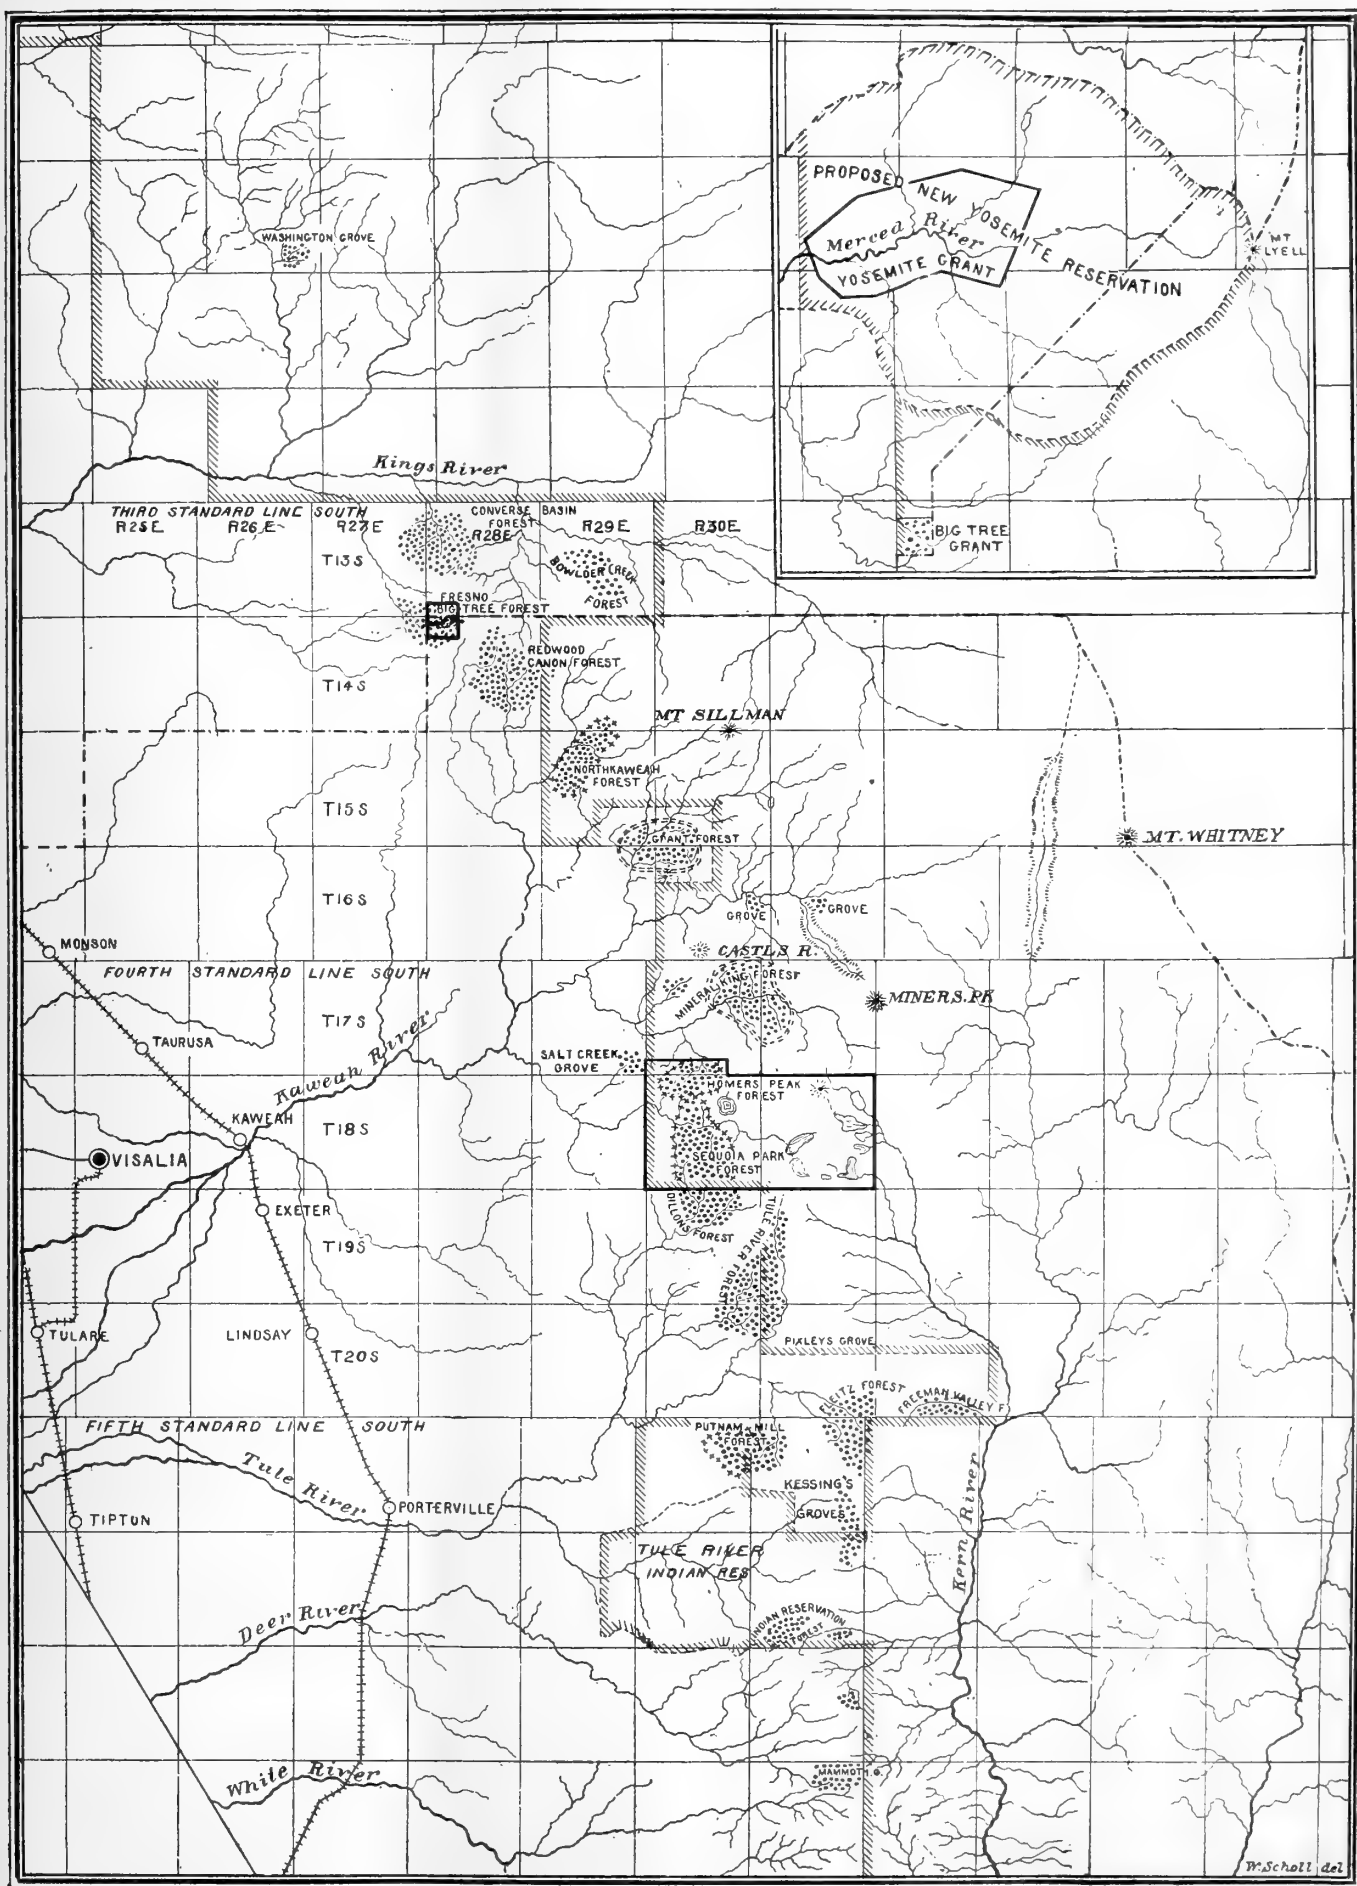 WASHINGTON GROVE
PROPOSED NEW YOSEMITE RESERVATION
Merced River
YOSEMITE GRANT
MT
LYELL
BIG TREE
GRANT
Kings River
THIRD STANDARD LINE SOUTH
R25E R26E R27E R28E R29E R30E
CONVERSE BASIN
FOREST
T13S
BOWLDER CREEK
FOREST
FRESNO
BIG TREE FOREST
REDWOOD
CANON FOREST
T14S
MT SILLMAN
NORTHKAWEAH
FOREST
T15S
GRANT FOREST
MT. WHITNEY
T16S
GROVE
GROVE
MONSON
CASTLS R.
FOURTH STANDARD LINE SOUTH
MINERAL KING FOREST
MINERS. PK
T17S
TAURUSA
Kaweah River
SALT CREEK
GROVE
HOMERS PEAK
FOREST
KAWEAH
T18S
VISALIA
SEQUOIA PARK
FOREST
DILLONS FOREST
TULE RIVER FOREST
EXETER
T19S
TULARE
LINDSAY
T20S
PIXLEYS GROVE
FLEITZ FOREST
FREEMAN VALLEY F.
FIFTH STANDARD LINE SOUTH
PUTNAM MILL
FOREST
Tule River
KESSING'S
GROVES
PORTERVILLE
TIPTON
Kern River
TULE RIVER
INDIAN RES
Deer River
INDIAN RESERVATION
FOREST
White River
MAMMOTH G.
W. Scholl del